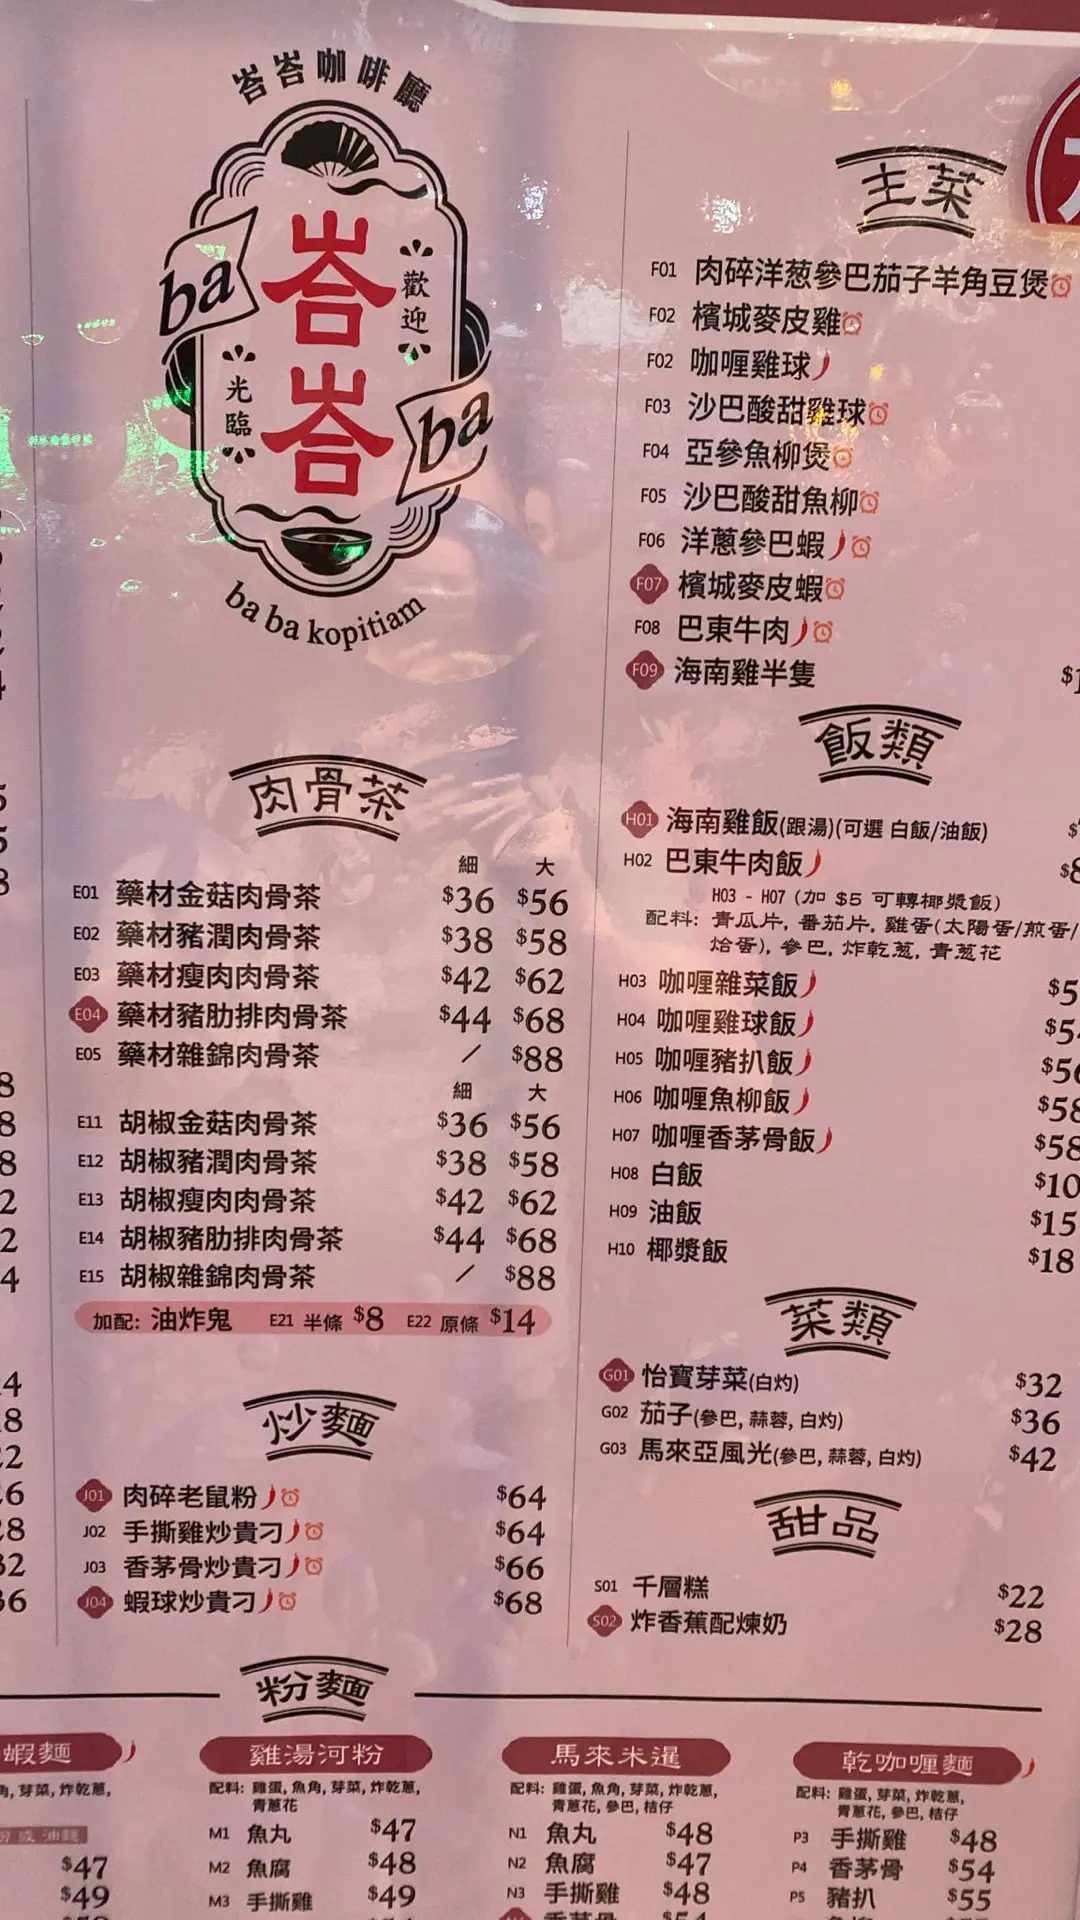 峇峇咖啡廳
ba
峇峇
歡迎
光臨
ba
ba ba kopitiam
肉骨茶
細 大
E01 藥材金菇肉骨茶 $36 $56
E02 藥材豬潤肉骨茶 $38 $58
E03 藥材瘦肉肉骨茶 $42 $62
E04 藥材豬肋排肉骨茶 $44 $68
E05 藥材雜錦肉骨茶 / $88
細 大
E11 胡椒金菇肉骨茶 $36 $56
E12 胡椒豬潤肉骨茶 $38 $58
E13 胡椒瘦肉肉骨茶 $42 $62
E14 胡椒豬肋排肉骨茶 $44 $68
E15 胡椒雜錦肉骨茶 / $88
加配: 油炸鬼 E21 半條 $8 E22 原條 $14
炒麵
J01 肉碎老鼠粉 $64
J02 手撕雞炒貴刁 $64
J03 香茅骨炒貴刁 $66
J04 蝦球炒貴刁 $68
主菜
F01 肉碎洋葱參巴茄子羊角豆煲
F02 檳城麥皮雞
F02 咖喱雞球
F03 沙巴酸甜雞球
F04 亞參魚柳煲
F05 沙巴酸甜魚柳
F06 洋蔥參巴蝦
F07 檳城麥皮蝦
F08 巴東牛肉
F09 海南雞半隻
飯類
H01 海南雞飯(跟湯)(可選 白飯/油飯)
H02 巴東牛肉飯
H03 - H07 (加 $5 可轉椰漿飯)
配料: 青瓜片, 番茄片, 雞蛋(太陽蛋/煎蛋/
烚蛋), 參巴, 炸乾葱, 青葱花
H03 咖喱雜菜飯
H04 咖喱雞球飯
H05 咖喱豬扒飯
H06 咖喱魚柳飯 $58
H07 咖喱香茅骨飯 $58
H08 白飯 $10
H09 油飯 $15
H10 椰漿飯 $18
菜類
G01 怡寶芽菜(白灼) $32
G02 茄子(參巴, 蒜蓉, 白灼) $36
G03 馬來亞風光(參巴, 蒜蓉, 白灼) $42
甜品
S01 千層糕 $22
S02 炸香蕉配煉奶 $28
粉麵
蝦麵
角, 芽菜, 炸乾蔥,
$47
$49
雞湯河粉
配料: 雞蛋, 魚角, 芽菜, 炸乾蔥,
青蔥花
M1 魚丸 $47
M2 魚腐 $48
M3 手撕雞 $49
馬來米暹
配料: 雞蛋, 魚角, 芽菜, 炸乾蔥,
青蔥花, 參巴, 桔仔
N1 魚丸 $48
N2 魚腐 $47
N3 手撕雞 $48
香茅骨 $54
乾咖喱麵
配料: 雞蛋, 芽菜, 炸乾蔥,
青蔥花, 參巴, 桔仔
P3 手撕雞 $48
P4 香茅骨 $54
P5 豬扒 $55